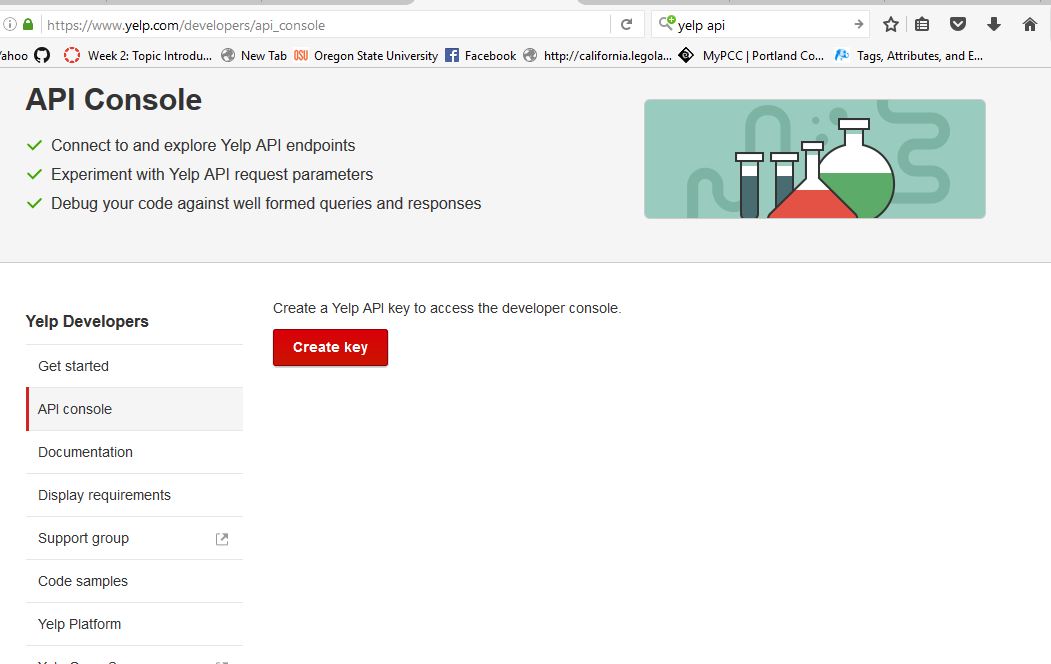 https://www.yelp.com/developers/api_console
yelp api
ahoo Week 2: Topic Introdu... New Tab OSU Oregon State University Facebook http://california.legola... MyPCC | Portland Co... Tags, Attributes, and E...
API Console
Connect to and explore Yelp API endpoints
Experiment with Yelp API request parameters
Debug your code against well formed queries and responses
Yelp Developers
Get started
API console
Documentation
Display requirements
Support group
Code samples
Yelp Platform
Create a Yelp API key to access the developer console.
Create key